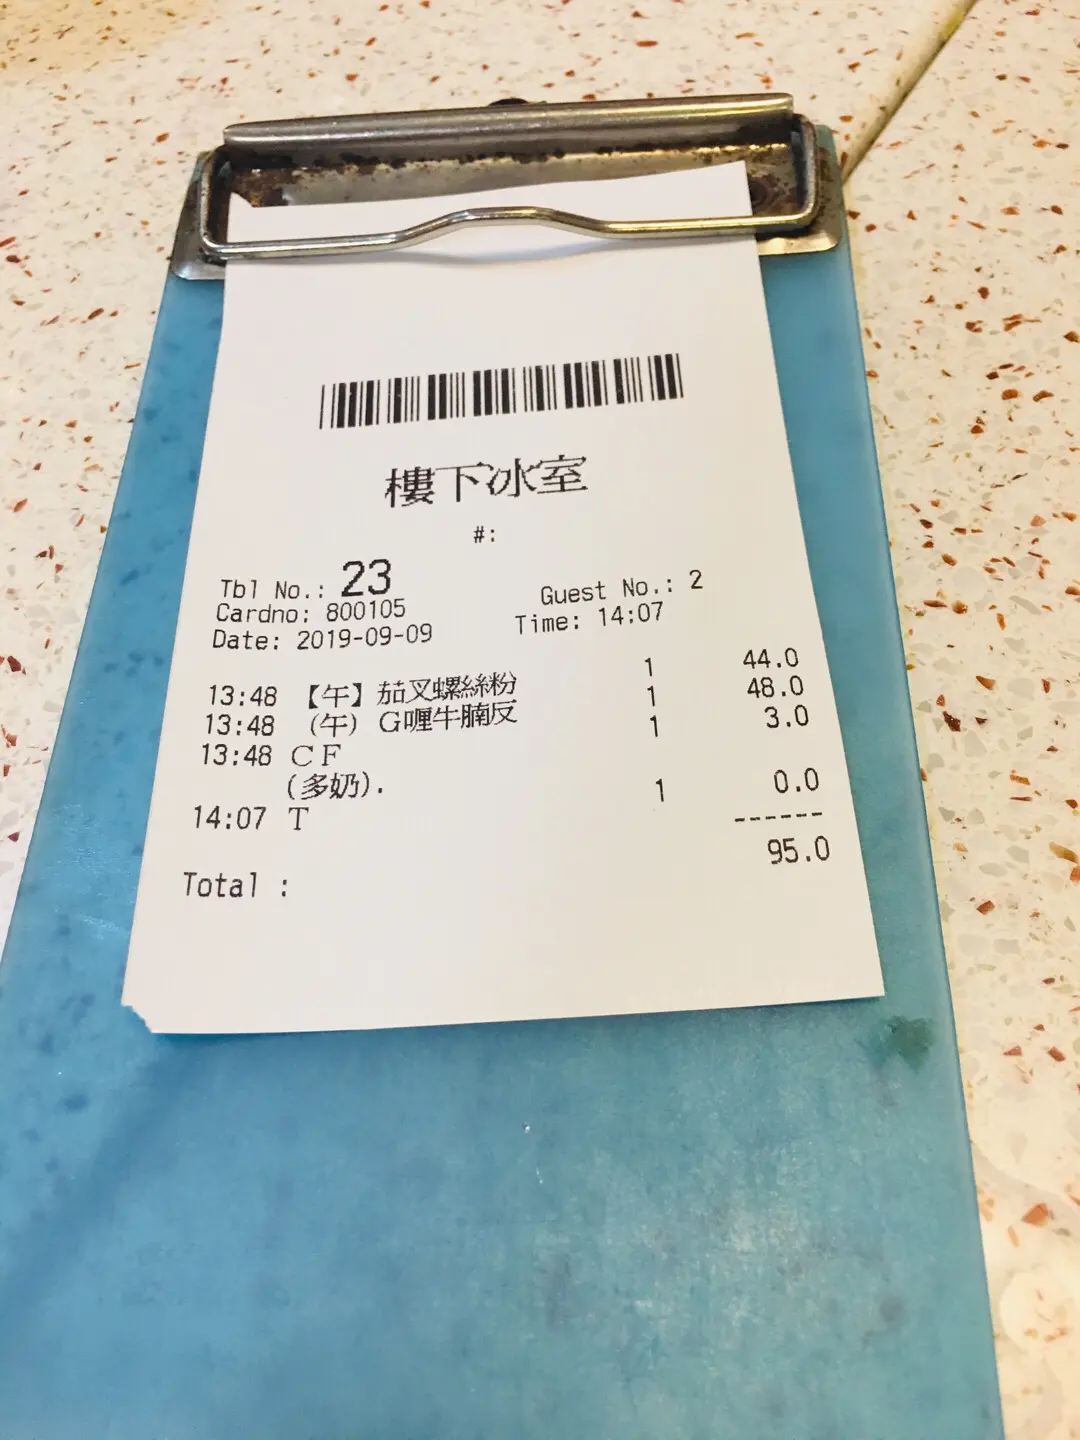 樓下冰室
#:
Tbl No.: 23 Guest No.: 2
Cardno: 800105
Date: 2019-09-09 Time: 14:07
13:48 【午】茄叉螺絲粉 1 44.0
13:48 (午) G喱牛腩反 1 48.0
13:48 CF 1 3.0
(多奶).
14:07 T 1 0.0
------
Total : 95.0